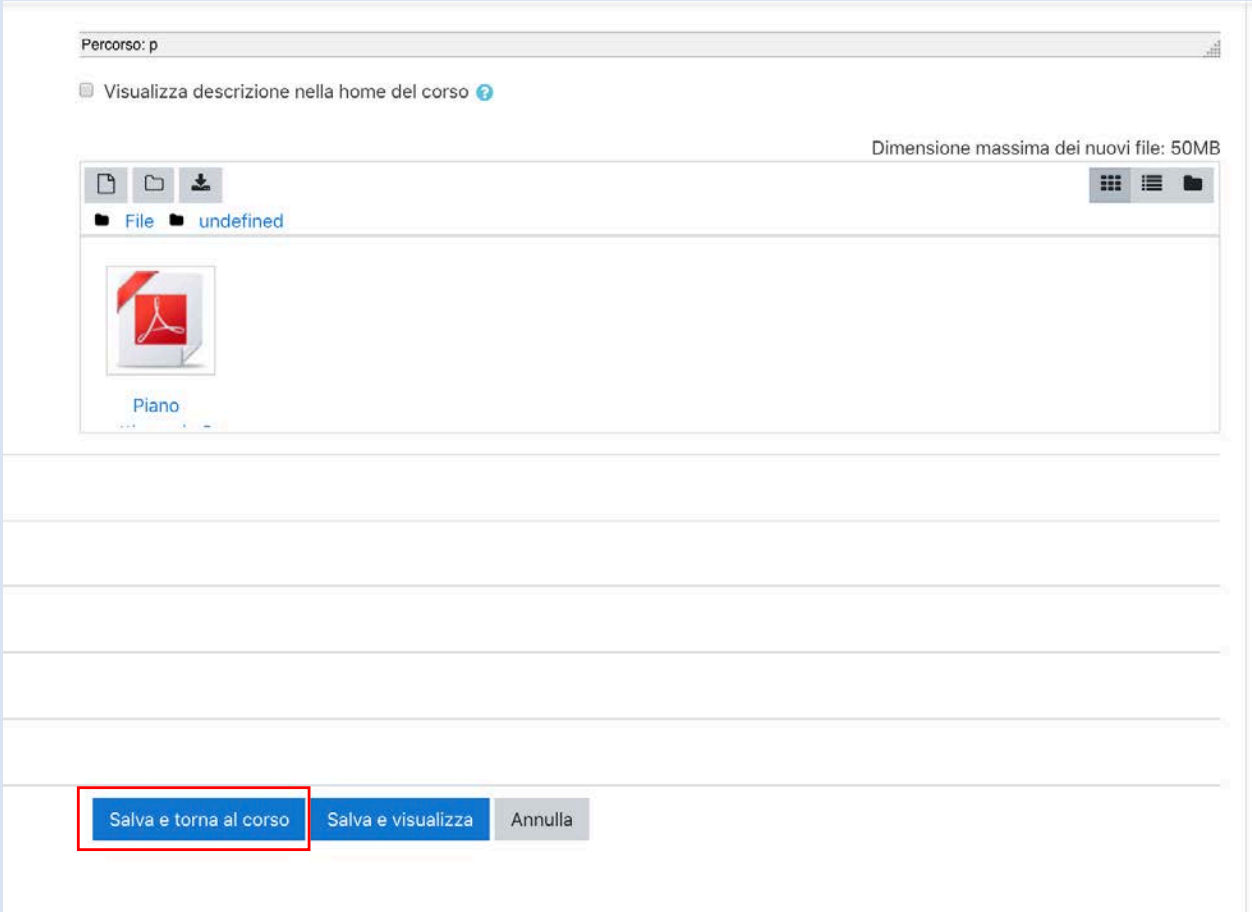 Percorso: p
Visualizza descrizione nella home del corso ?
Dimensione massima dei nuovi file: 50MB
File undefined
Piano
Salva e torna al corso Salva e visualizza Annulla